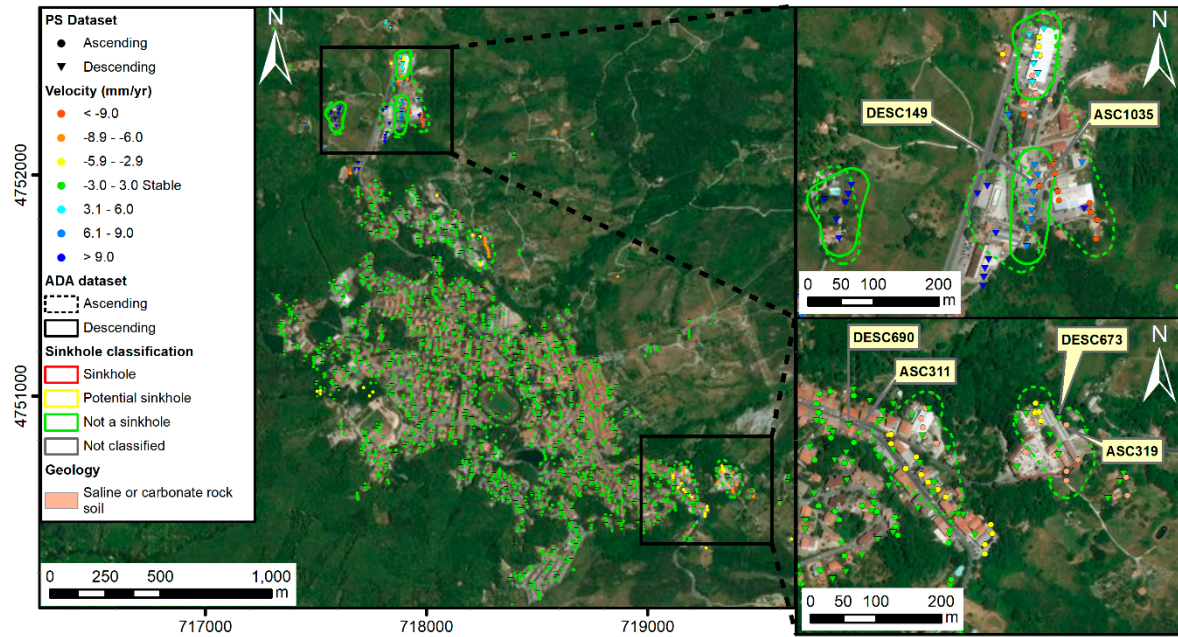 PS Dataset
Ascending
Descending
Velocity (mm/yr)
< -9.0
-8.9 - -6.0
-5.9 - -2.9
-3.0 - 3.0 Stable
3.1 - 6.0
6.1 - 9.0
> 9.0
ADA dataset
Ascending
Descending
Sinkhole classification
Sinkhole
Potential sinkhole
Not a sinkhole
Not classified
Geology
Saline or carbonate rock
soil
0 250 500 1,000
m
N
4752000
4751000
717000
718000
719000
N
DESC149
ASC1035
0 50 100 200
m
N
DESC690
ASC311
DESC673
ASC319
0 50 100 200
m